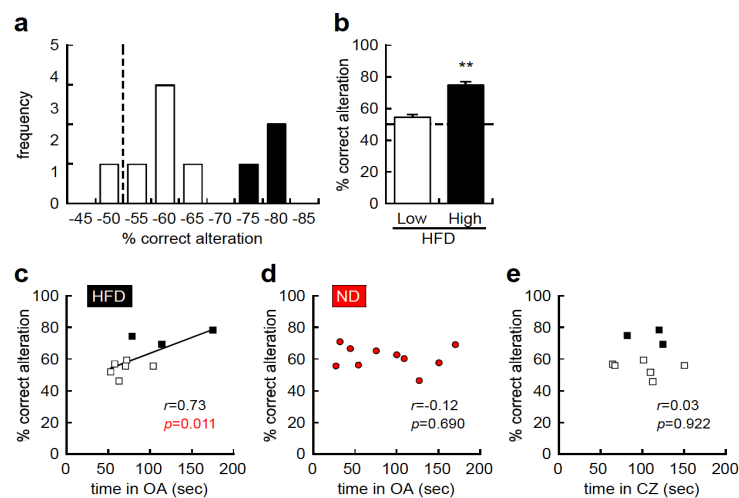 a
5
4
3
2
1
0
frequency
-45 -50 -55 -60 -65 -70 -75 -80 -85
% correct alteration
b
100
80
60
40
20
0
% correct alteration
**
Low High
HFD
c
HFD
100
80
60
40
20
0
% correct alteration
r=0.73
p=0.011
0 50 100 150 200
time in OA (sec)
d
ND
100
80
60
40
20
0
r=-0.12
p=0.690
0 50 100 150 200
time in OA (sec)
e
100
80
60
40
20
0
% correct alteration
r=0.03
p=0.922
0 50 100 150 200
time in CZ (sec)